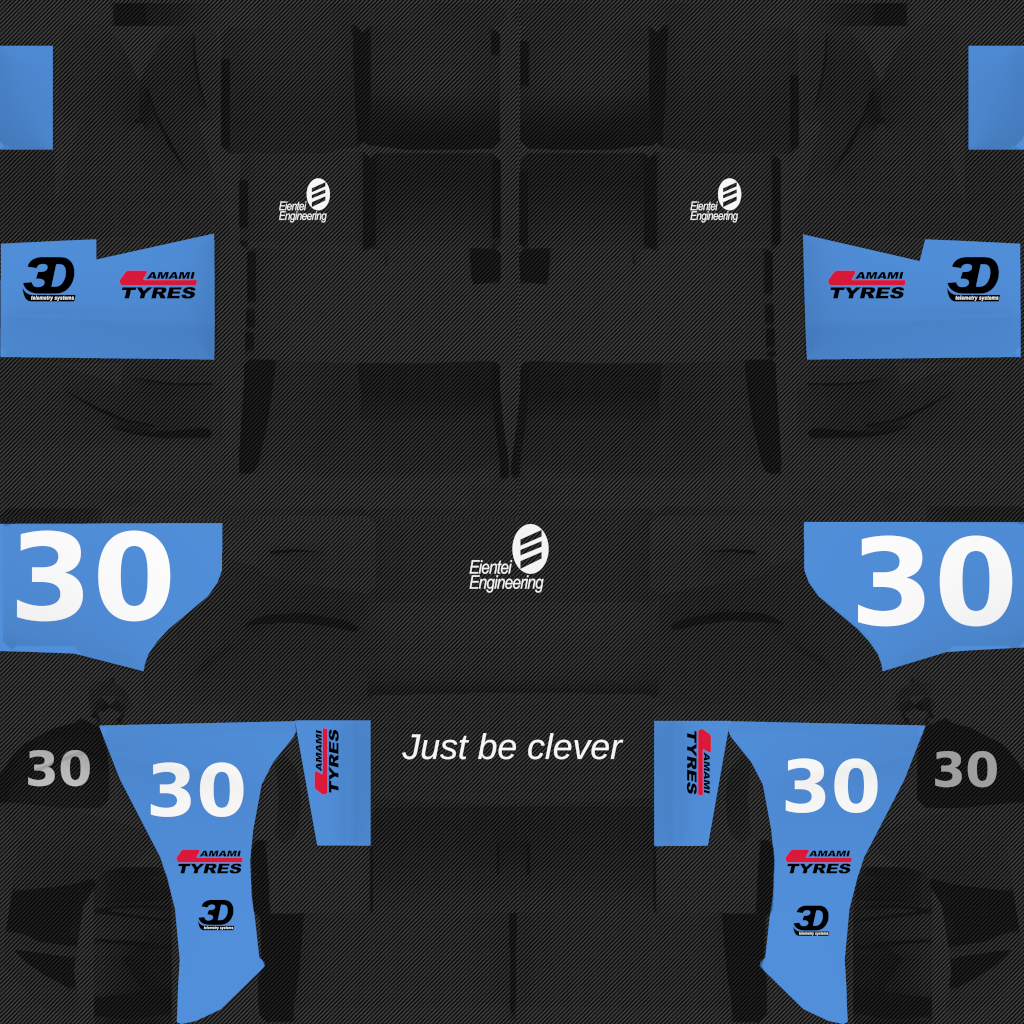 Eientei
Engineering
Eientei
Engineering
3D
telemetry systems
AMAMI
TYRES
AMAMI
TYRES
3D
telemetry systems
30
Eientei
Engineering
30
30
30
AMAMI
TYRES
Just be clever
AMAMI
TYRES
30
30
AMAMI
TYRES
AMAMI
TYRES
3D
telemetry systems
3D
telemetry systems